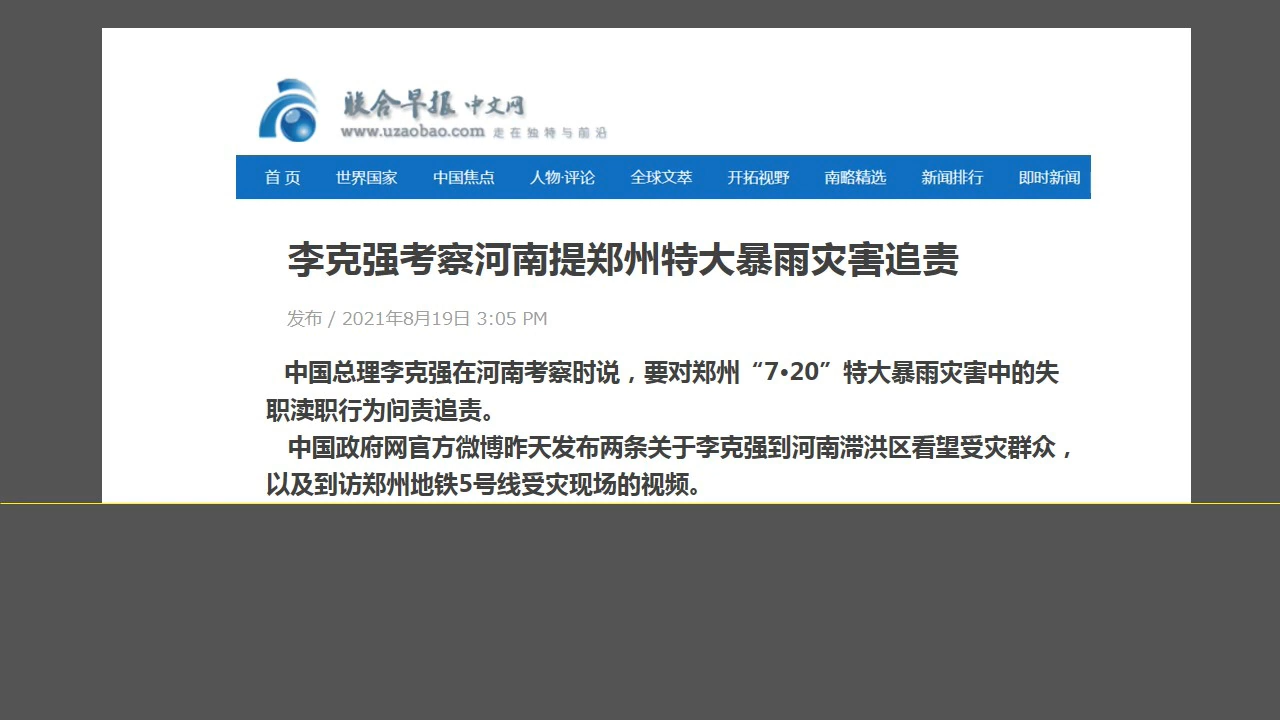 联合早报 中文网
www.uzaobao.com 走在独特与前沿
首 页 世界国家 中国焦点 人物·评论 全球文萃 开拓视野 南略精选 新闻排行 即时新闻
李克强考察河南提郑州特大暴雨灾害追责
发布 / 2021年8月19日 3:05 PM
中国总理李克强在河南考察时说，要对郑州“7•20”特大暴雨灾害中的失
职渎职行为问责追责。
中国政府网官方微博昨天发布两条关于李克强到河南滞洪区看望受灾群众，
以及到访郑州地铁5号线受灾现场的视频。